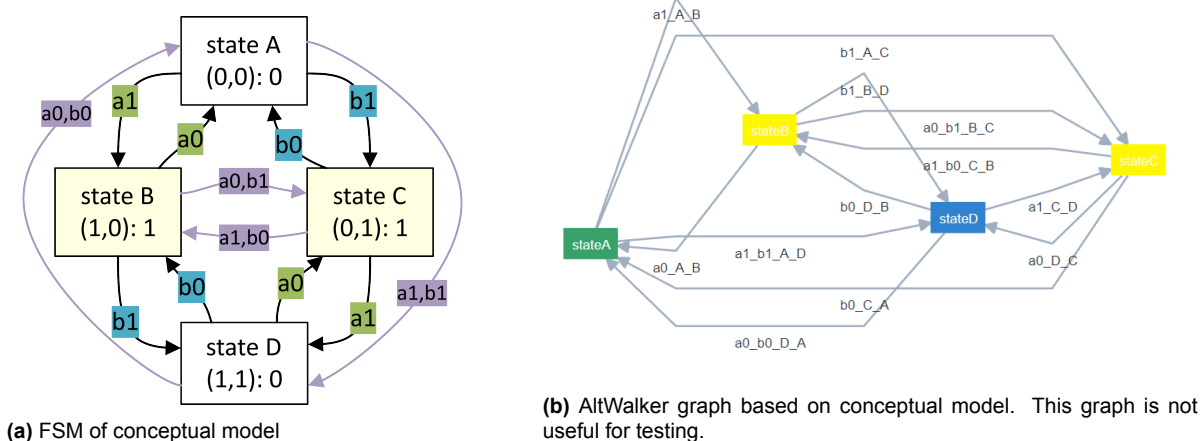 state A
(0,0): 0
a0,b0
a1
a0
b0
b1
state B
(1,0): 1
a0,b1
a1,b0
state C
(0,1): 1
b1
b0
a0
a1
a1,b1
state D
(1,1): 0
(a) FSM of conceptual model
a1_A_B
b1_A_C
b1_B_D
stateB
a0_b1_B_C
stateC
a1_b0_C_B
b0_D_B
stateD
a1_C_D
stateA
a1_b1_A_D
a0_A_B
a0_D_C
b0_C_A
a0_b0_D_A
(b) AltWalker graph based on conceptual model. This graph is not
useful for testing.